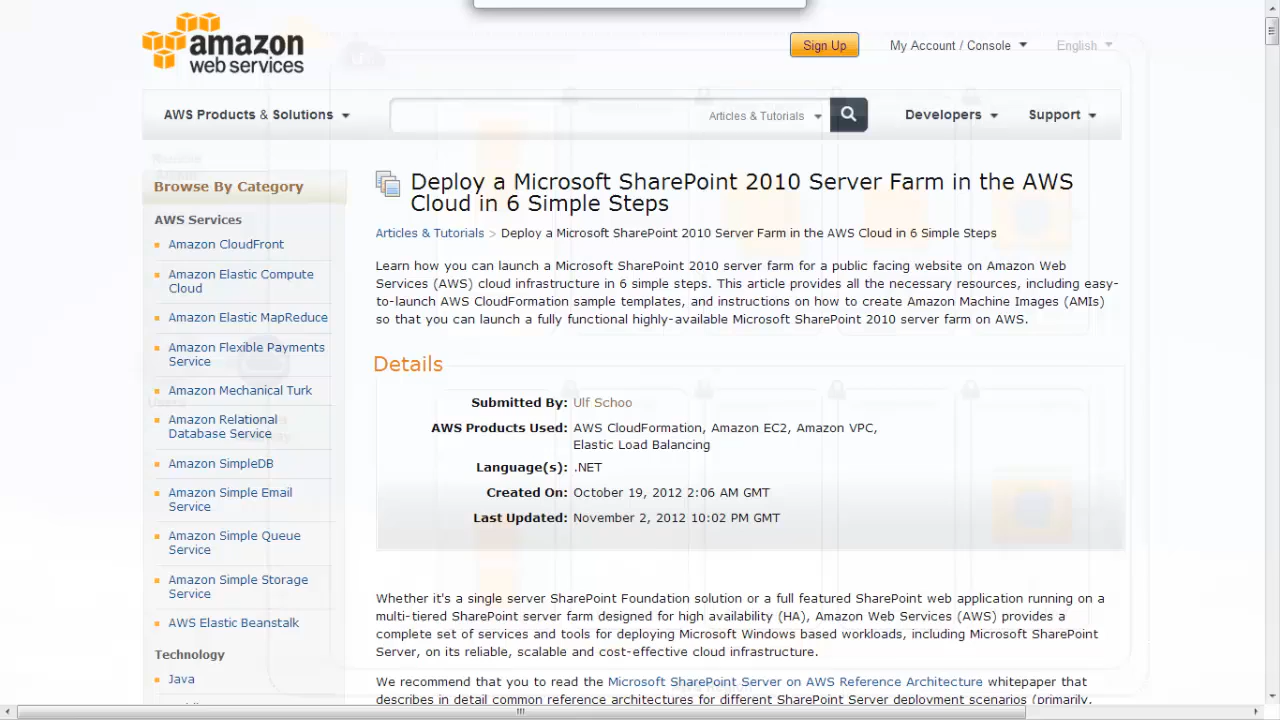 amazon
web services
Sign Up
My Account / Console
English
AWS Products & Solutions
Articles & Tutorials
Developers
Support
Browse By Category
AWS Services
Amazon CloudFront
Amazon Elastic Compute
Cloud
Amazon Elastic MapReduce
Amazon Flexible Payments
Service
Amazon Mechanical Turk
Amazon Relational
Database Service
Amazon SimpleDB
Amazon Simple Email
Service
Amazon Simple Queue
Service
Amazon Simple Storage
Service
AWS Elastic Beanstalk
Technology
Java
Deploy a Microsoft SharePoint 2010 Server Farm in the AWS
Cloud in 6 Simple Steps
Articles & Tutorials > Deploy a Microsoft SharePoint 2010 Server Farm in the AWS Cloud in 6 Simple Steps
Learn how you can launch a Microsoft SharePoint 2010 server farm for a public facing website on Amazon Web
Services (AWS) cloud infrastructure in 6 simple steps. This article provides all the necessary resources, including easy-
to-launch AWS CloudFormation sample templates, and instructions on how to create Amazon Machine Images (AMIs)
so that you can launch a fully functional highly-available Microsoft SharePoint 2010 server farm on AWS.
Details
Submitted By: Ulf Schoo
AWS Products Used: AWS CloudFormation, Amazon EC2, Amazon VPC,
Elastic Load Balancing
Language(s): .NET
Created On: October 19, 2012 2:06 AM GMT
Last Updated: November 2, 2012 10:02 PM GMT
Whether it's a single server SharePoint Foundation solution or a full featured SharePoint web application running on a
multi-tiered SharePoint server farm designed for high availability (HA), Amazon Web Services (AWS) provides a
complete set of services and tools for deploying Microsoft Windows based workloads, including Microsoft SharePoint
Server, on its reliable, scalable and cost-effective cloud infrastructure.
We recommend that you to read the Microsoft SharePoint Server on AWS Reference Architecture whitepaper that
describes in detail common reference architectures for different SharePoint Server deployment scenarios (primarily,